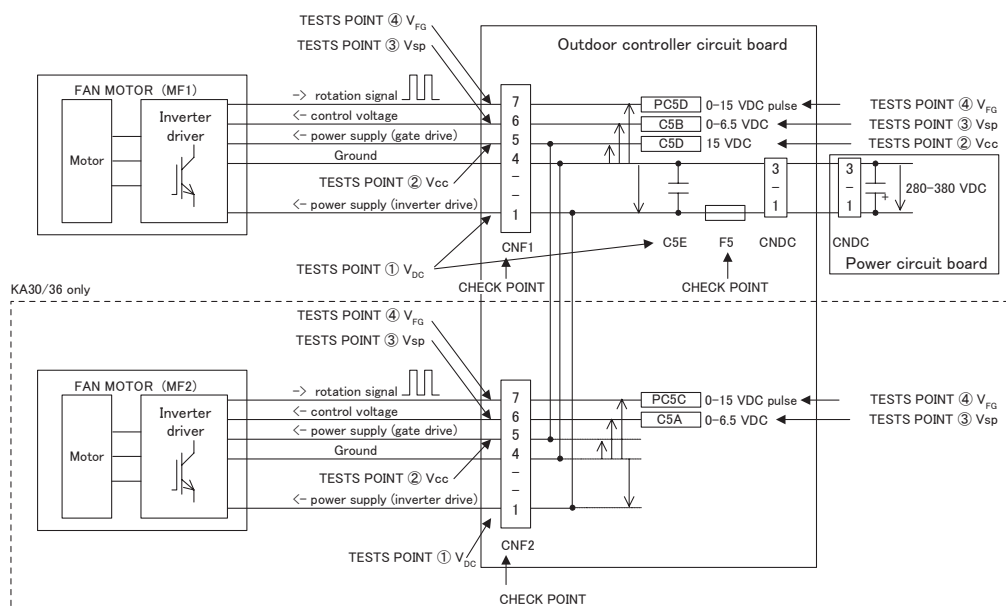 TESTS POINT ④ VFG
TESTS POINT ③ Vsp
Outdoor controller circuit board
FAN MOTOR (MF1)
Motor
Inverter
driver
-> rotation signal
<- control voltage
<- power supply (gate drive)
Ground
TESTS POINT ② Vcc
<- power supply (inverter drive)
TESTS POINT ① VDC
7
6
5
4
-
-
1
CNF1
CHECK POINT
PC5D 0-15 VDC pulse
C5B 0-6.5 VDC
C5D 15 VDC
TESTS POINT ④ VFG
TESTS POINT ③ Vsp
TESTS POINT ② Vcc
3
-
1
3
-
1
280-380 VDC
+
C5E F5 CNDC CNDC
Power circuit board
CHECK POINT
KA30/36 only
TESTS POINT ④ VFG
TESTS POINT ③ Vsp
FAN MOTOR (MF2)
Motor
Inverter
driver
-> rotation signal
<- control voltage
<- power supply (gate drive)
Ground
TESTS POINT ② Vcc
<- power supply (inverter drive)
TESTS POINT ① VDC
7
6
5
4
-
-
1
CNF2
CHECK POINT
PC5C 0-15 VDC pulse
C5A 0-6.5 VDC
TESTS POINT ④ VFG
TESTS POINT ③ Vsp